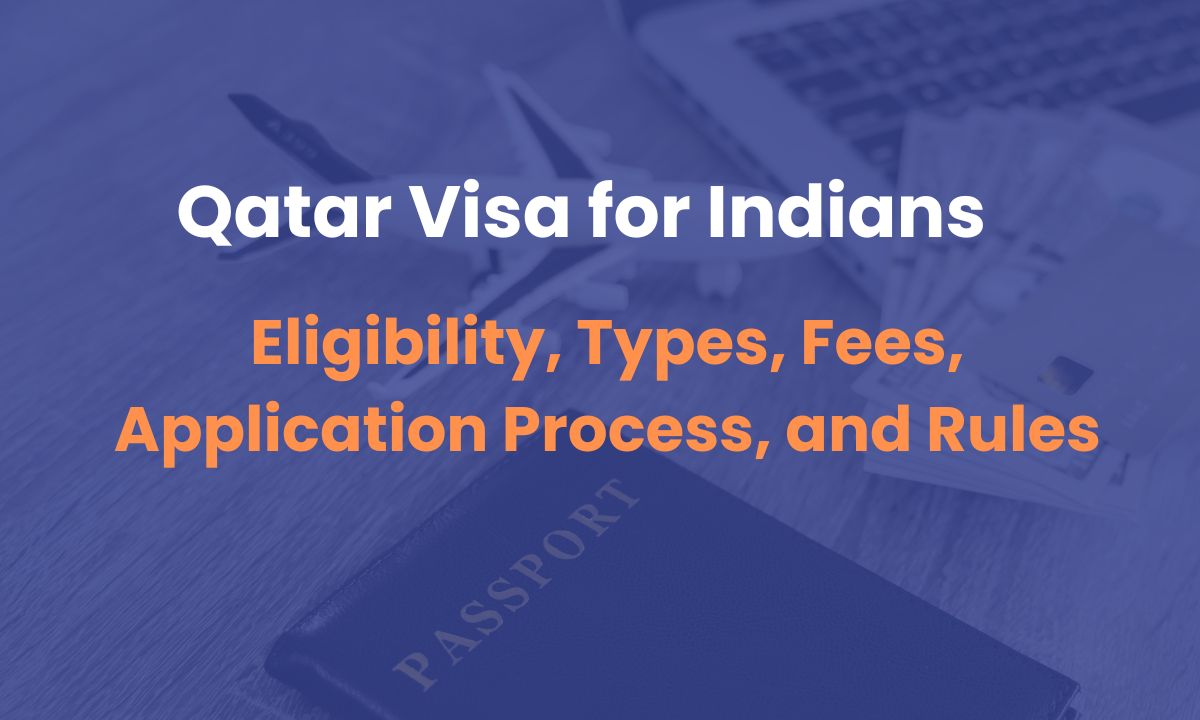 Qatar Visa for Indians
Eligibility, Types, Fees,
Application Process, and Rules
PASSPORT